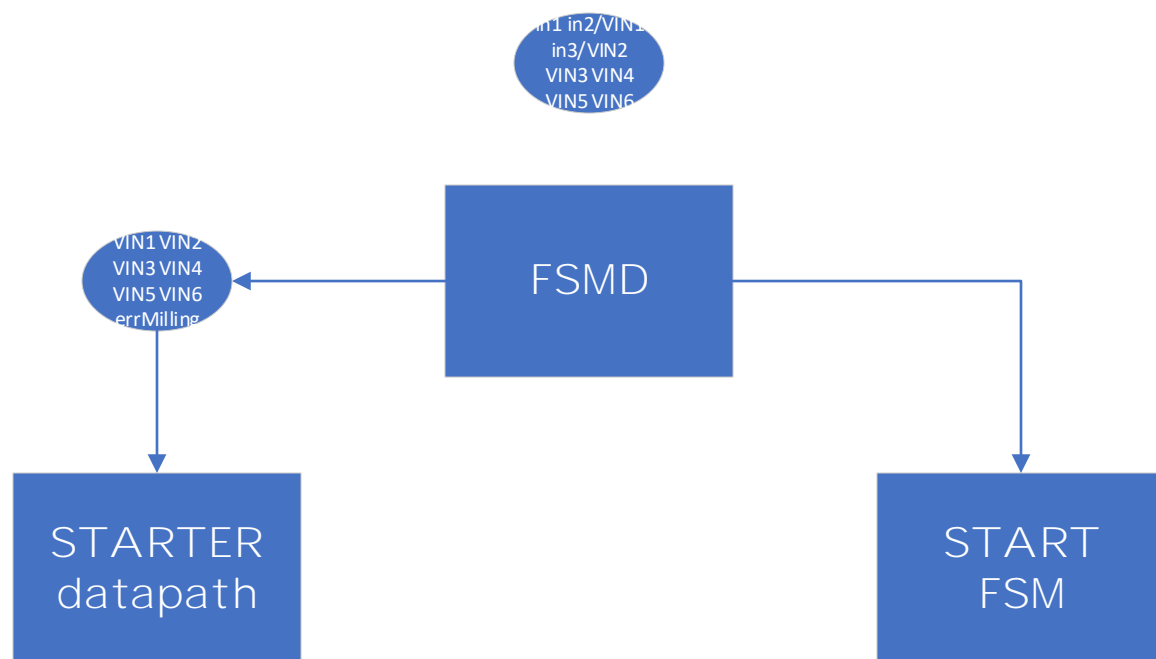 in1 in2/VIN1
in3/VIN2
VIN3 VIN4
VIN5 VIN6
FSMD
VIN1 VIN2
VIN3 VIN4
VIN5 VIN6
errMilling
STARTER
datapath
START
FSM